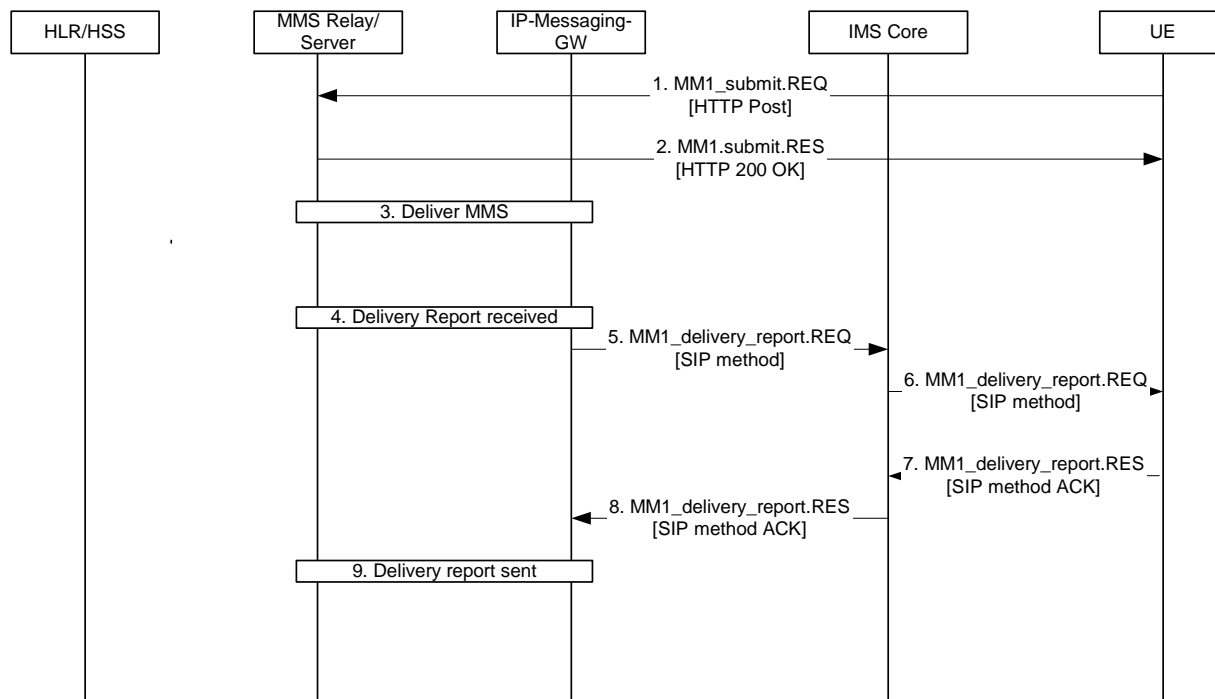 HLR/HSS
MMS Relay/
Server
IP-Messaging-
GW
IMS Core
UE
1. MM1_submit.REQ
[HTTP Post]
2. MM1.submit.RES
[HTTP 200 OK]
3. Deliver MMS
4. Delivery Report received
5. MM1_delivery_report.REQ
[SIP method]
6. MM1_delivery_report.REQ
[SIP method]
7. MM1_delivery_report.RES
[SIP method ACK]
8. MM1_delivery_report.RES
[SIP method ACK]
9. Delivery report sent